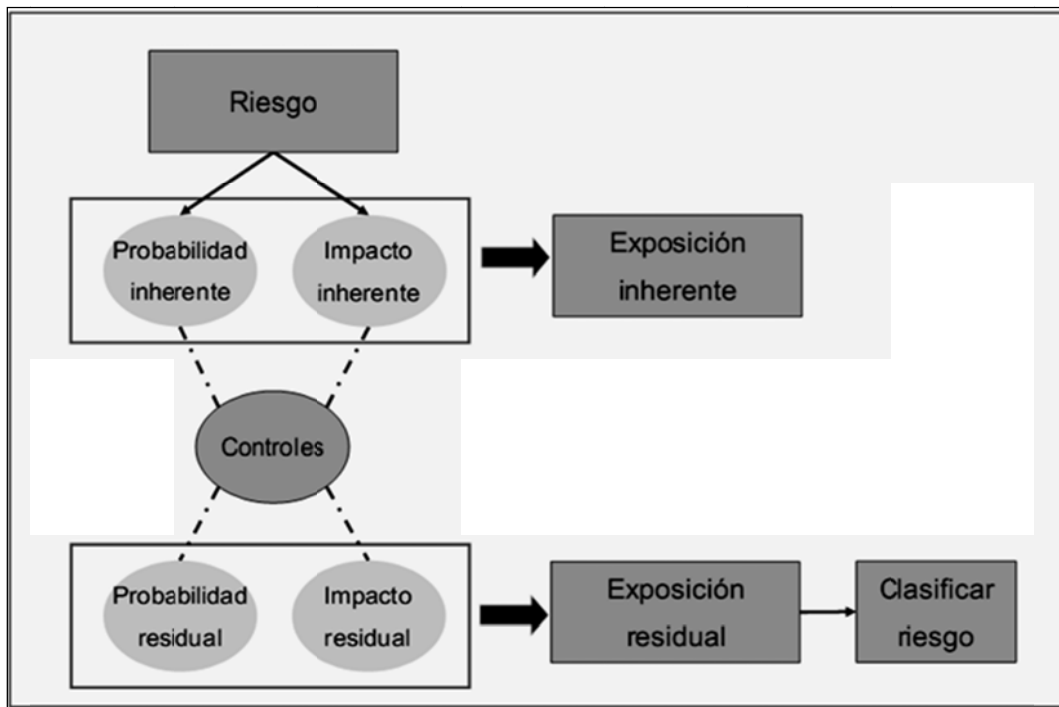 Riesgo
Probabilidad
inherente
Impacto
inherente
Exposición
inherente
Controles
Probabilidad
residual
Impacto
residual
Exposición
residual
Clasificar
riesgo